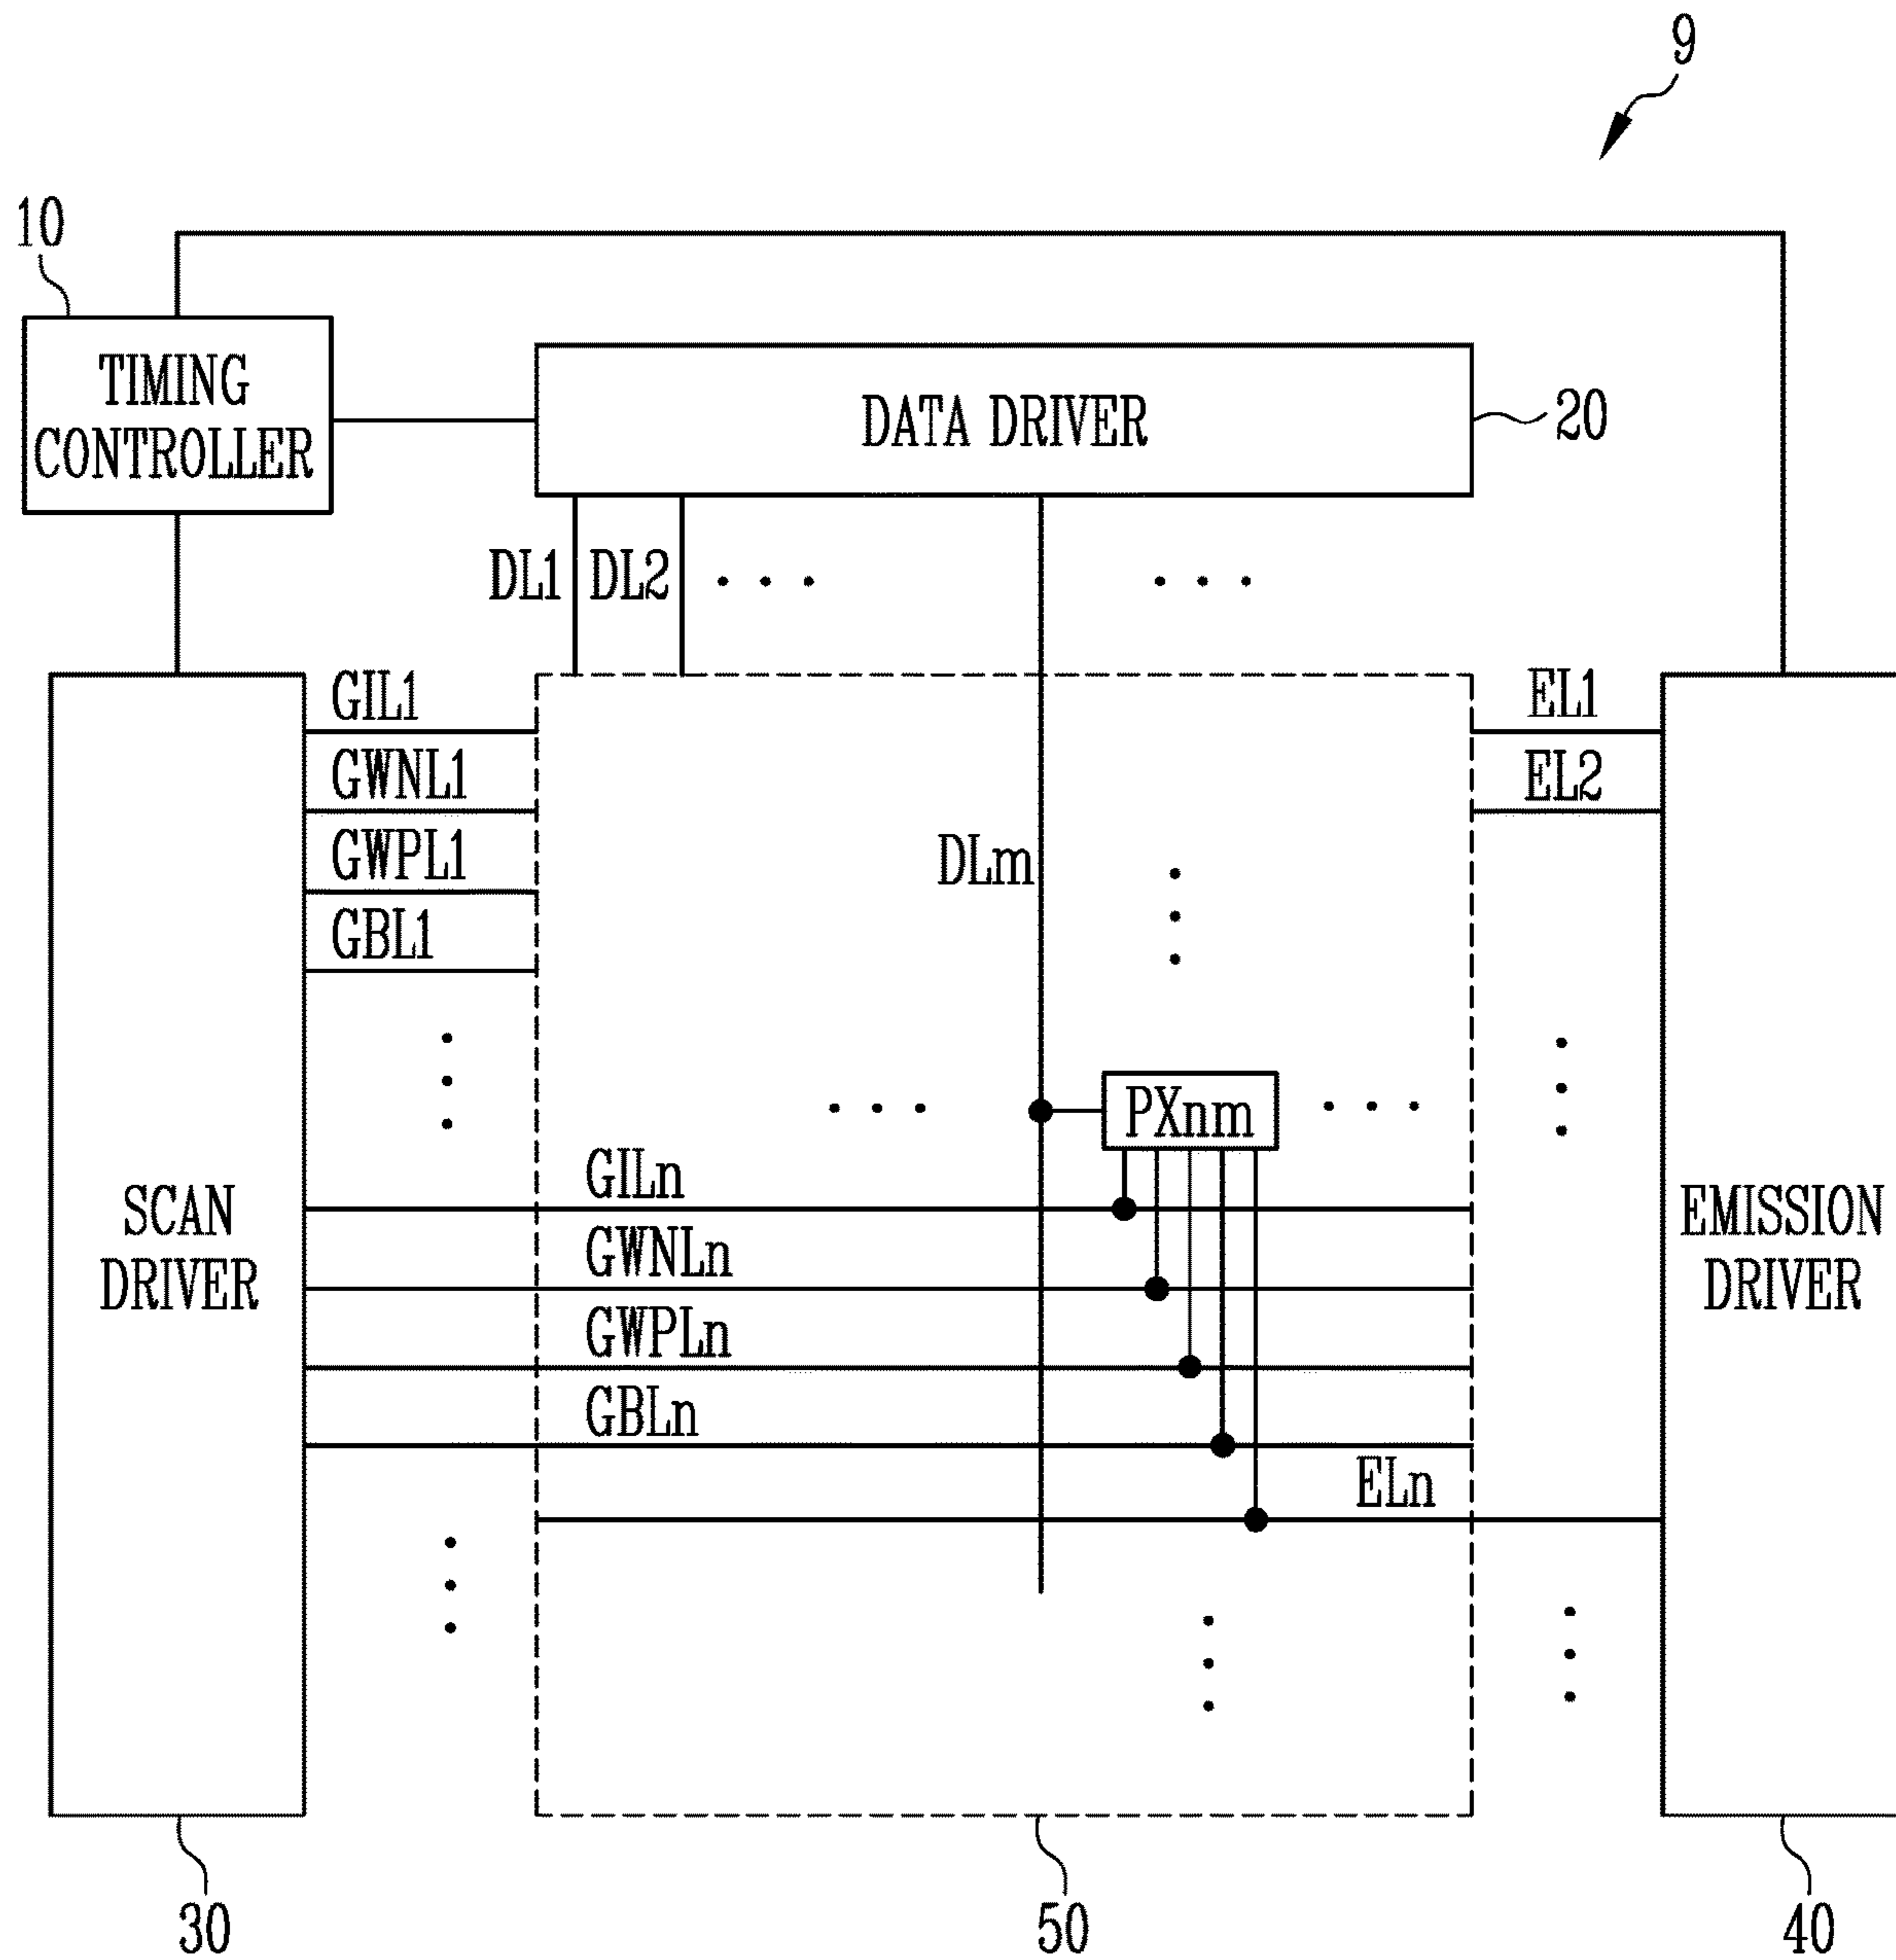 9
10
TIMING
CONTROLLER
DATA DRIVER
20
DL1
DL2
GIL1
GWNL1
GWPL1
GBL1
EL1
EL2
DLm
PXnm
SCAN
DRIVER
GILn
GWNLn
GWPLn
GBLn
ELn
EMISSION
DRIVER
30
50
40